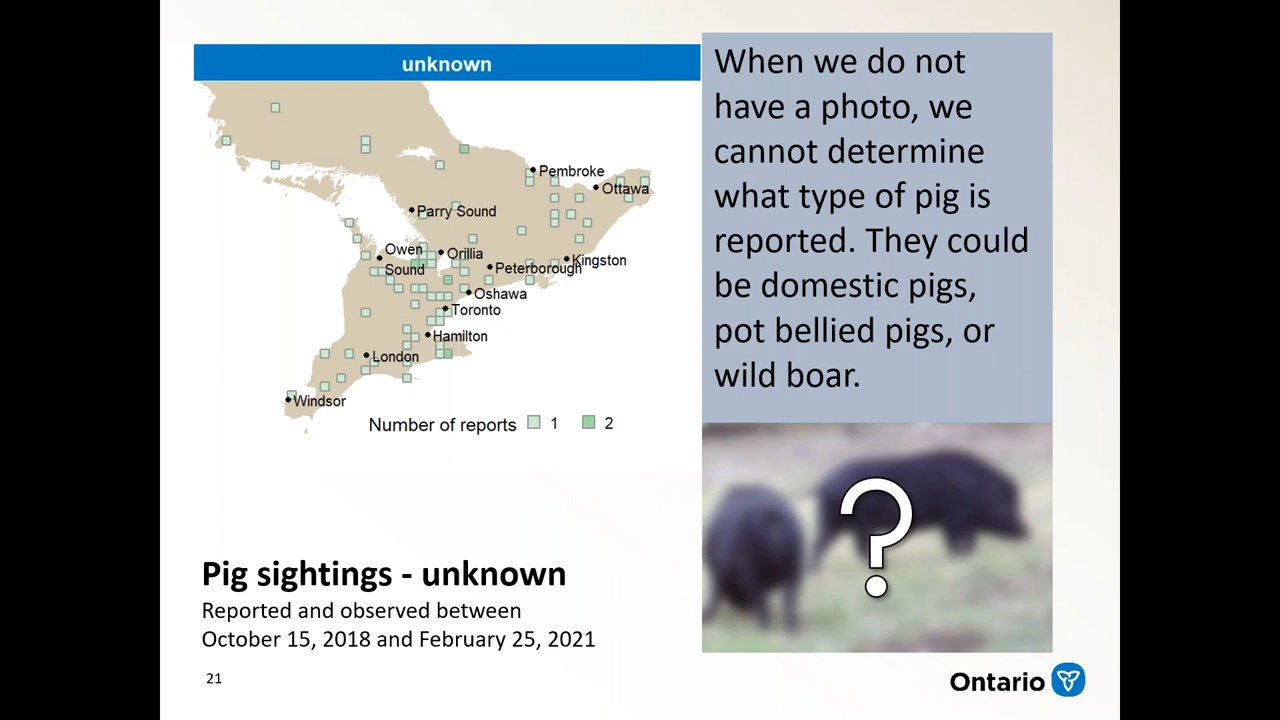 unknown
Pembroke
Ottawa
Parry Sound
Owen
Sound
Orillia
Peterborough
Kingston
Oshawa
Toronto
Hamilton
London
Windsor
Number of reports 1 2
When we do not
have a photo, we
cannot determine
what type of pig is
reported. They could
be domestic pigs,
pot bellied pigs, or
wild boar.
?
Pig sightings - unknown
Reported and observed between
October 15, 2018 and February 25, 2021
21
Ontario